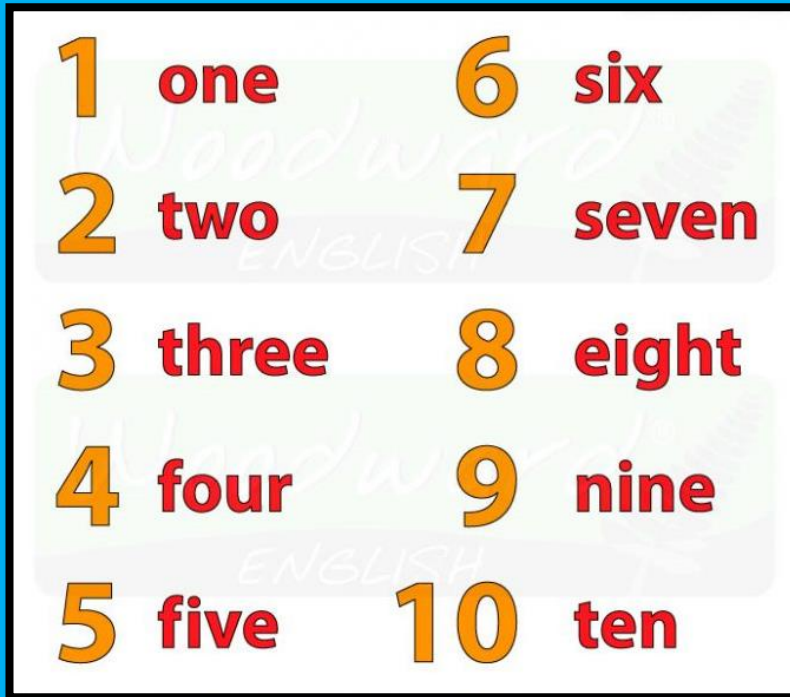 1 one 6 six
2 two 7 seven
3 three 8 eight
4 four 9 nine
5 five 10 ten
Woodward
ENGLISH
Woodward®
ENGLISH